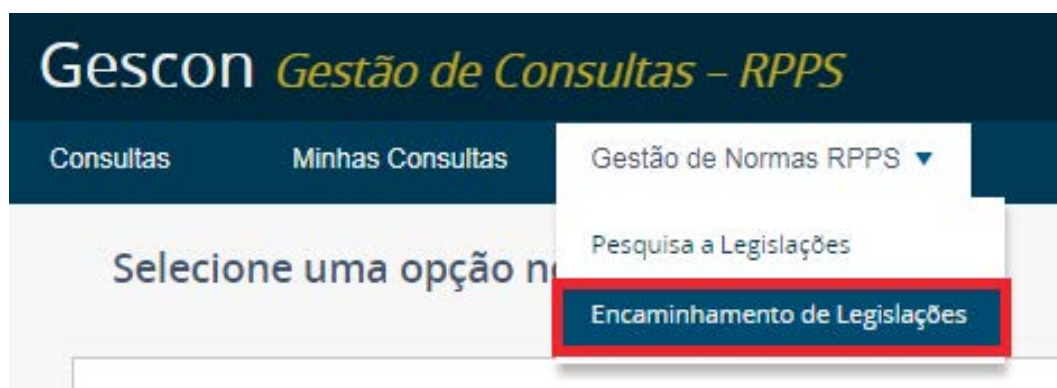 Gescon Gestão de Consultas – RPPS
Consultas Minhas Consultas Gestão de Normas RPPS ▼
Pesquisa a Legislações
Selecione uma opção n
Encaminhamento de Legislações